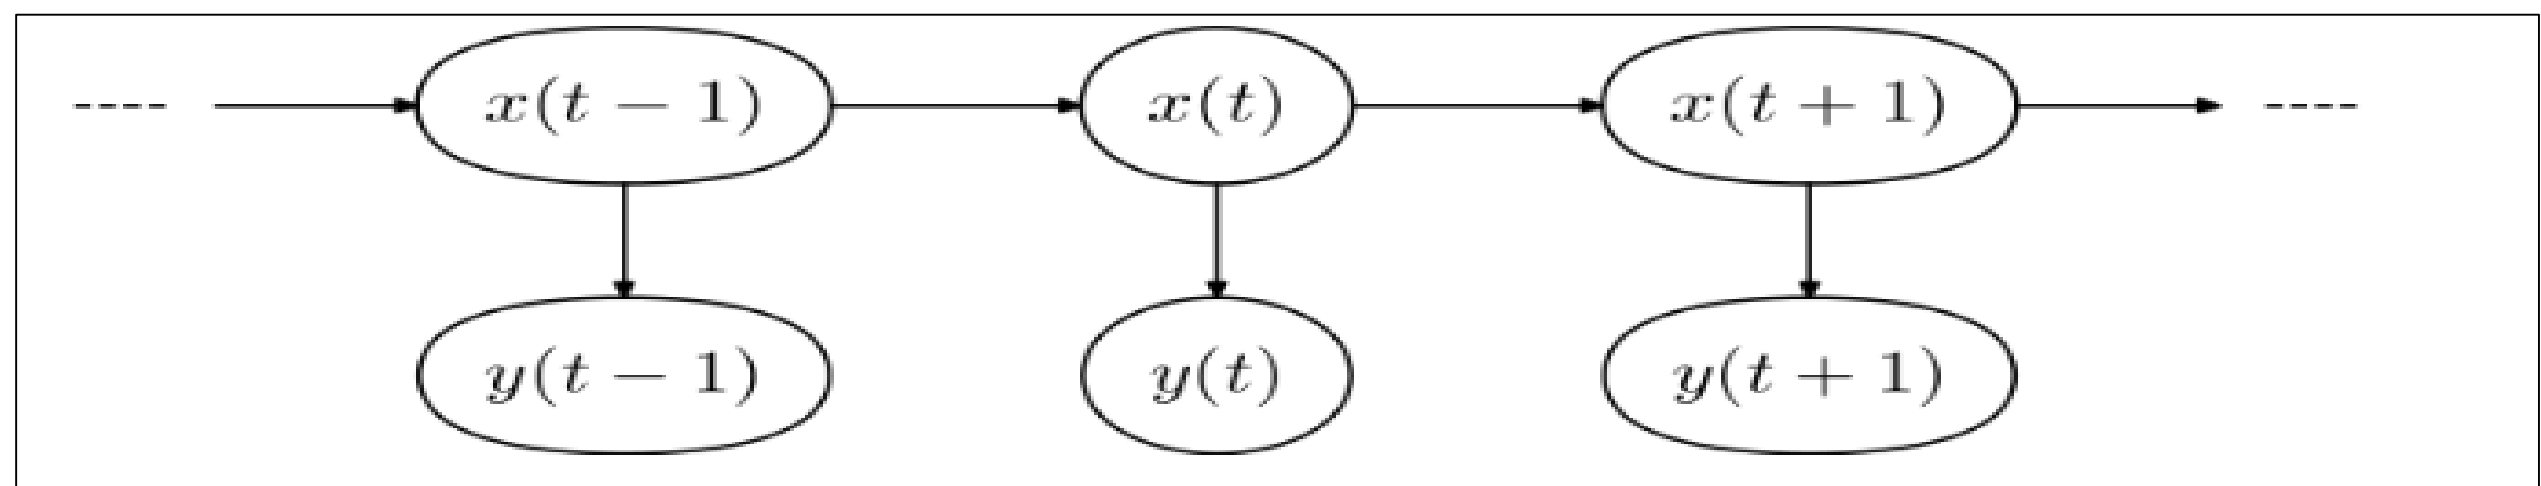 x(t − 1) x(t) x(t + 1)
y(t − 1) y(t) y(t + 1)